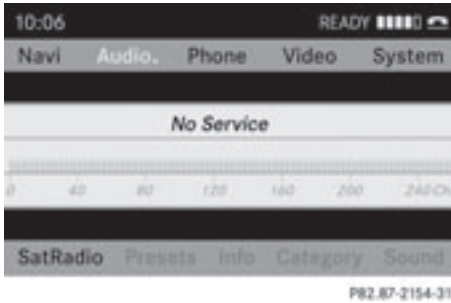 10:06 READY
Navi Audio. Phone Video System
No Service
0 40 80 120 160 200 240 Ch
SatRadio Presets Info Category Sound
P82.87-2154-31